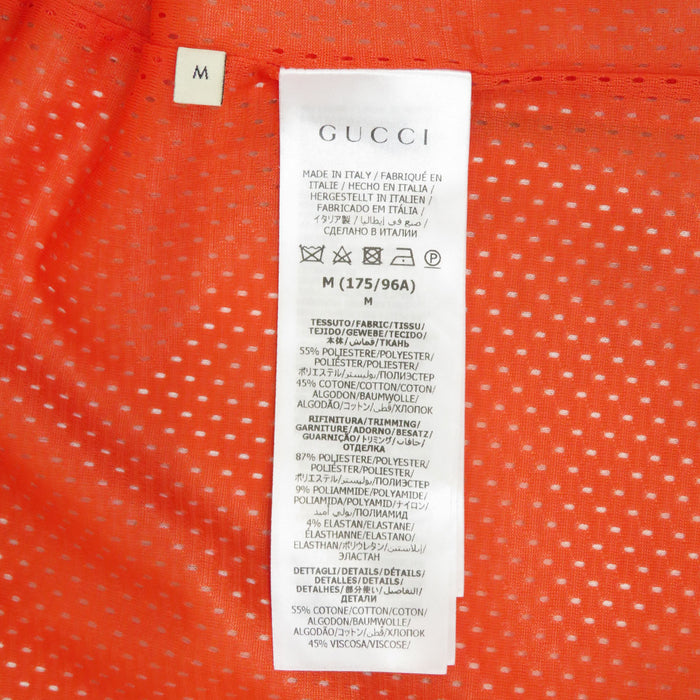 M
GUCCI
MADE IN ITALY / FABRIQUÉ EN
ITALIE / HECHO EN ITALIA/
HERGESTELLT IN ITALIEN /
FABRICADO EM ITÁLIA /
イタリア製 / صنع في إيطاليا /
СДЕЛАНО В ИТАЛИИ
P
M (175/96A)
M
TESSUTO/FABRIC/TISSU/
TEJIDO/GEWEBE/TECIDO/
本体/قماش/ТКАНЬ
55% POLIESTERE/POLYESTER/
POLIÉSTER/POLYESTER/
ポリエステル/بوليستر/ПОЛИЭСТЕР
45% COTONE/COTTON/COTON/
ALGODON/BAUMWOLLE/
ALGODÃO/コットン/قطن/ХЛОПОК
RIFINITURA/TRIMMING/
GARNITURE/ADORNO/BESATZ/
GUARNIÇÃO/トリミング/حافات/
ОТДЕЛКА
87% POLIESTERE/POLYESTER/
POLIÉSTER/POLYESTER/
ポリエステル/بوليستر/ПОЛИЭСТЕР
9% POLIAMMIDE/POLYAMIDE/
POLIAMIDA/POLYAMID/ナイロン/
بولي أميد/ПОЛИАМИД
4% ELASTAN/ELASTANE/
ÉLASTHANNE/ELASTANO/
ELASTHAN/ポリウレタン/إيلاستين/
ЭЛАСТАН
DETTAGLI/DETAILS/DÉTAILS/
DETALLES/DETAILS/
DETALHES/部分使い/التفاصيل/
ДЕТАЛИ
55% COTONE/COTTON/COTON/
ALGODON/BAUMWOLLE/
ALGODÃO/コットン/قطن/ХЛОПОК
45% VISCOSA/VISCOSE/